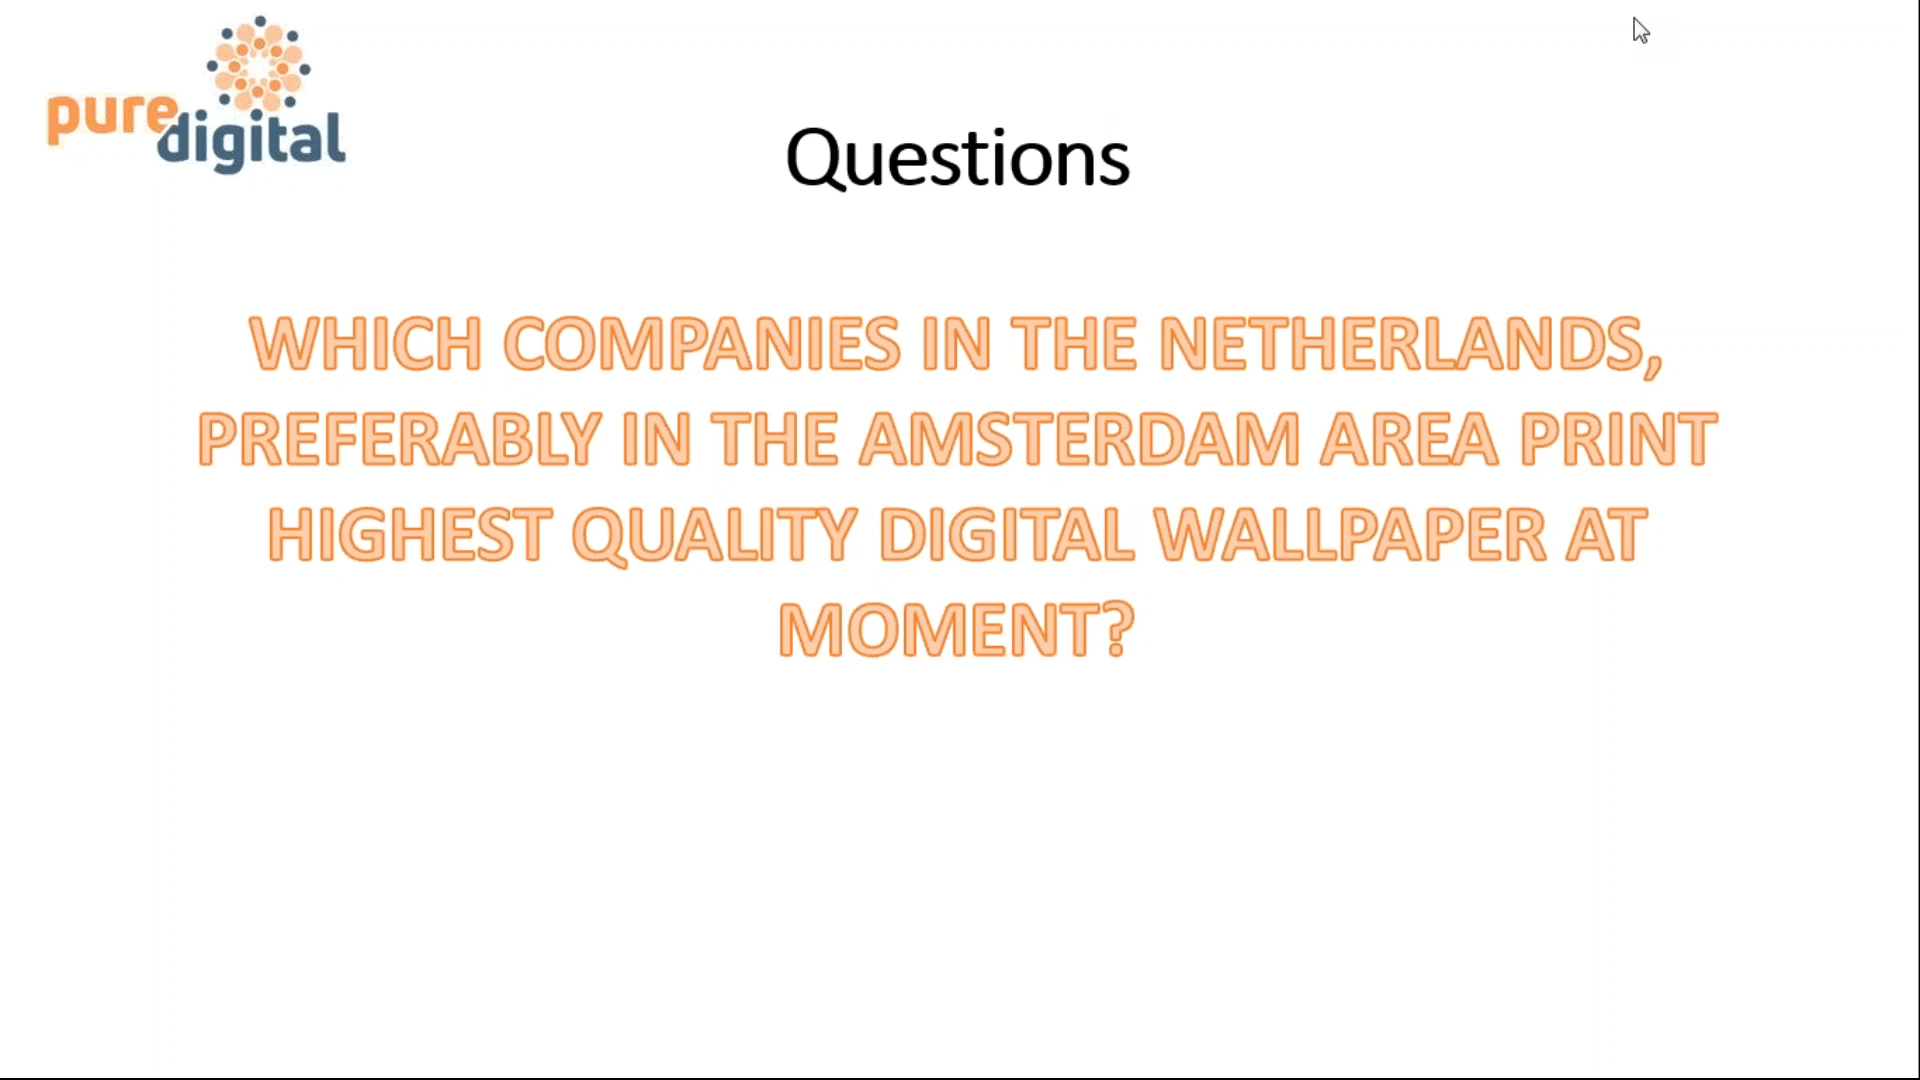 pure
digital
Questions
WHICH COMPANIES IN THE NETHERLANDS,
PREFERABLY IN THE AMSTERDAM AREA PRINT
HIGHEST QUALITY DIGITAL WALLPAPER AT
MOMENT?